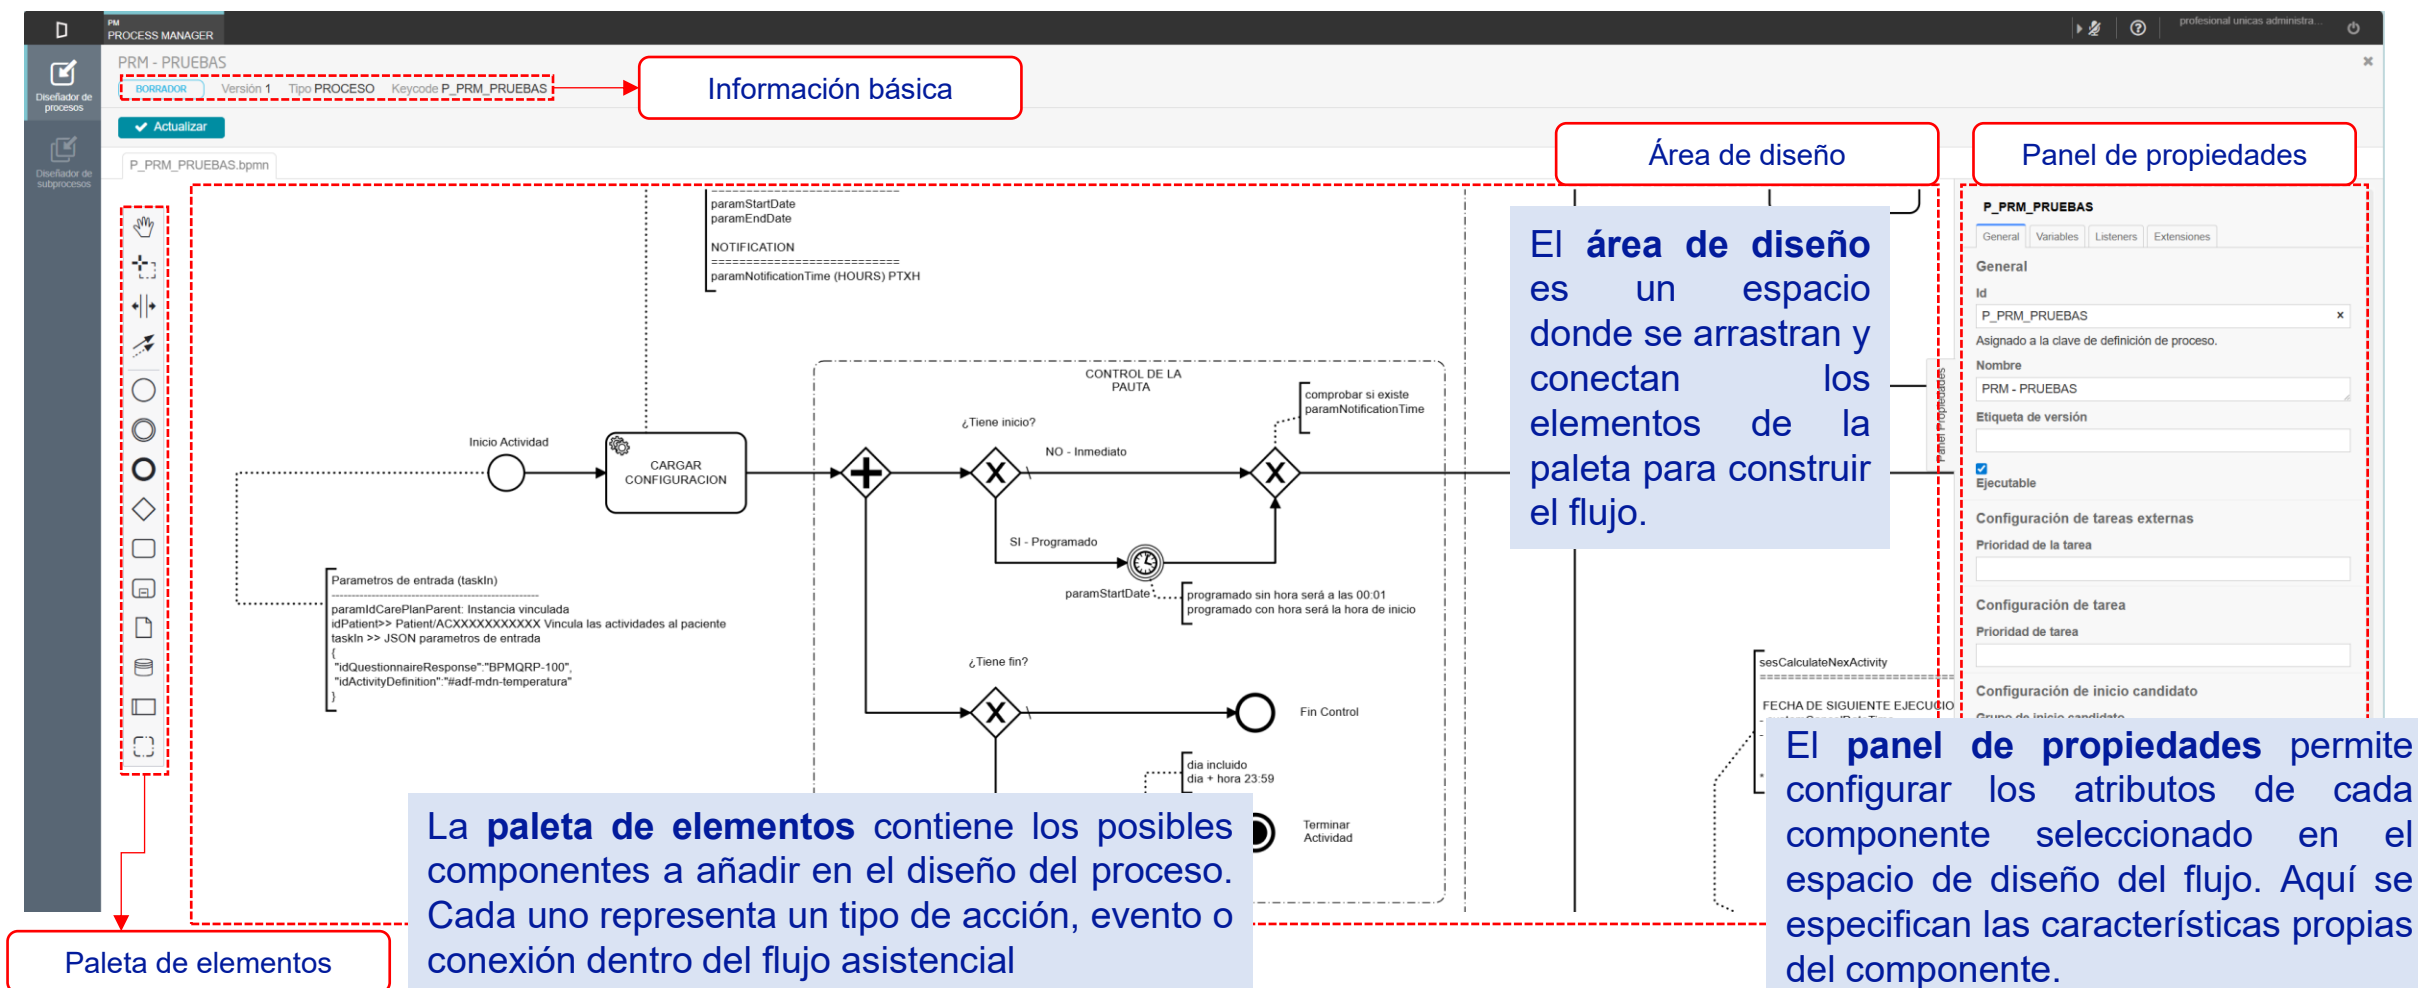 PM
PROCESS MANAGER
profesional unicas administra...
Diseñador de
procesos
Diseñador de
subprocesos
PRM - PRUEBAS
BORRADOR Versión 1 Tipo PROCESO Keycode P_PRM_PRUEBAS
Información básica
Actualizar
P_PRM_PRUEBAS.bpmn
Área de diseño
Panel de propiedades
============================
paramStartDate
paramEndDate
NOTIFICATION
============================
paramNotificationTime (HOURS) PTXH
El área de diseño
es un espacio
donde se arrastran y
conectan los
elementos de la
paleta para construir
el flujo.
Panel Propiedades
P_PRM_PRUEBAS
General Variables Listeners Extensiones
General
Id
P_PRM_PRUEBAS
Asignado a la clave de definición de proceso.
Nombre
PRM - PRUEBAS
Etiqueta de versión
Ejecutable
Configuración de tareas externas
Prioridad de la tarea
Configuración de tarea
Prioridad de tarea
Configuración de inicio candidato
Grupo de inicio candidato
CONTROL DE LA
PAUTA
comprobar si existe
paramNotificationTime
¿Tiene inicio?
Inicio Actividad
NO - Inmediato
CARGAR
CONFIGURACION
SI - Programado
paramStartDate
programado sin hora será a las 00:01
programado con hora será la hora de inicio
Parametros de entrada (taskIn)
------------------------------------------------
paramIdCarePlanParent: Instancia vinculada
idPatient>> Patient/ACXXXXXXXXXXX Vincula las actividades al paciente
taskIn >> JSON parametros de entrada
{
"idQuestionnaireResponse":"BPMQRP-100",
"idActivityDefinition":"#adf-mdn-temperatura"
}
¿Tiene fin?
Fin Control
dia incluido
dia + hora 23:59
Terminar
Actividad
sesCalculateNexActivity
============================
FECHA DE SIGUIENTE EJECUCIO
La paleta de elementos contiene los posibles
componentes a añadir en el diseño del proceso.
Cada uno representa un tipo de acción, evento o
conexión dentro del flujo asistencial
El panel de propiedades permite
configurar los atributos de cada
componente seleccionado en el
espacio de diseño del flujo. Aquí se
especifican las características propias
del componente.
Paleta de elementos